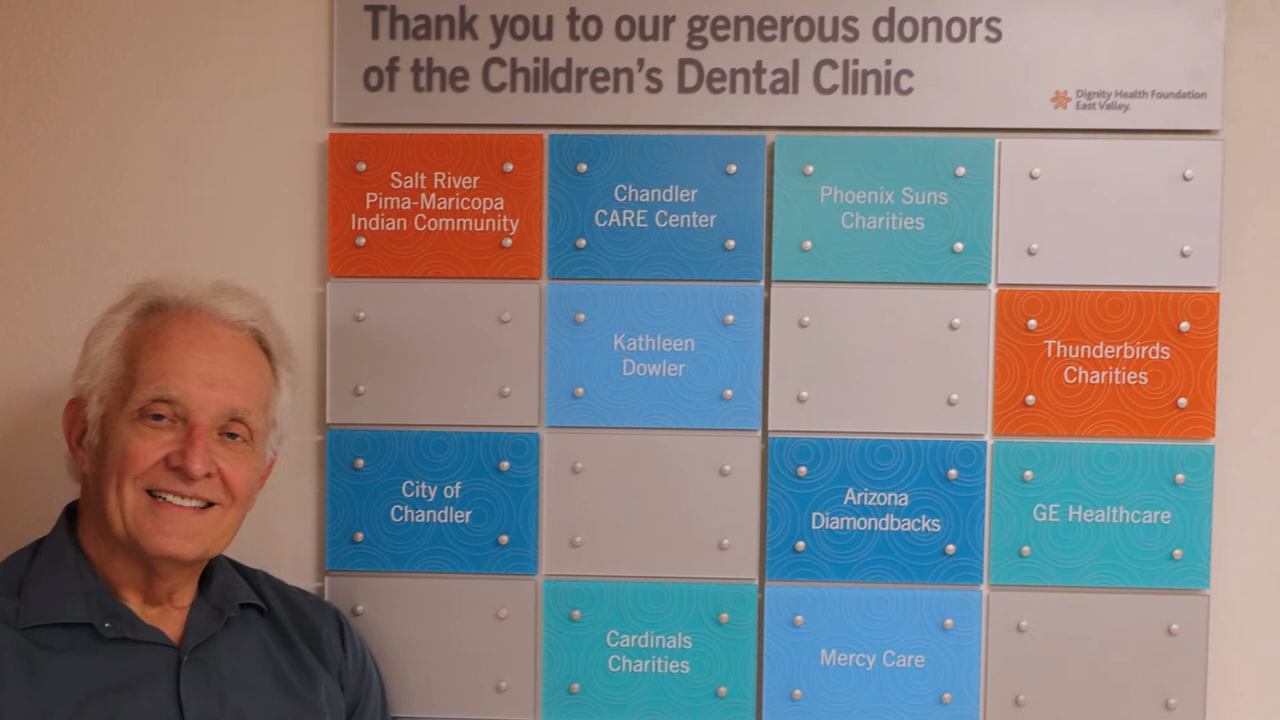 Thank you to our generous donors
of the Children's Dental Clinic
Dignity Health Foundation
East Valley.
Salt River
Pima-Maricopa
Indian Community
Chandler
CARE Center
Phoenix Suns
Charities
Kathleen
Dowler
Thunderbirds
Charities
City of
Chandler
Arizona
Diamondbacks
GE Healthcare
Cardinals
Charities
Mercy Care